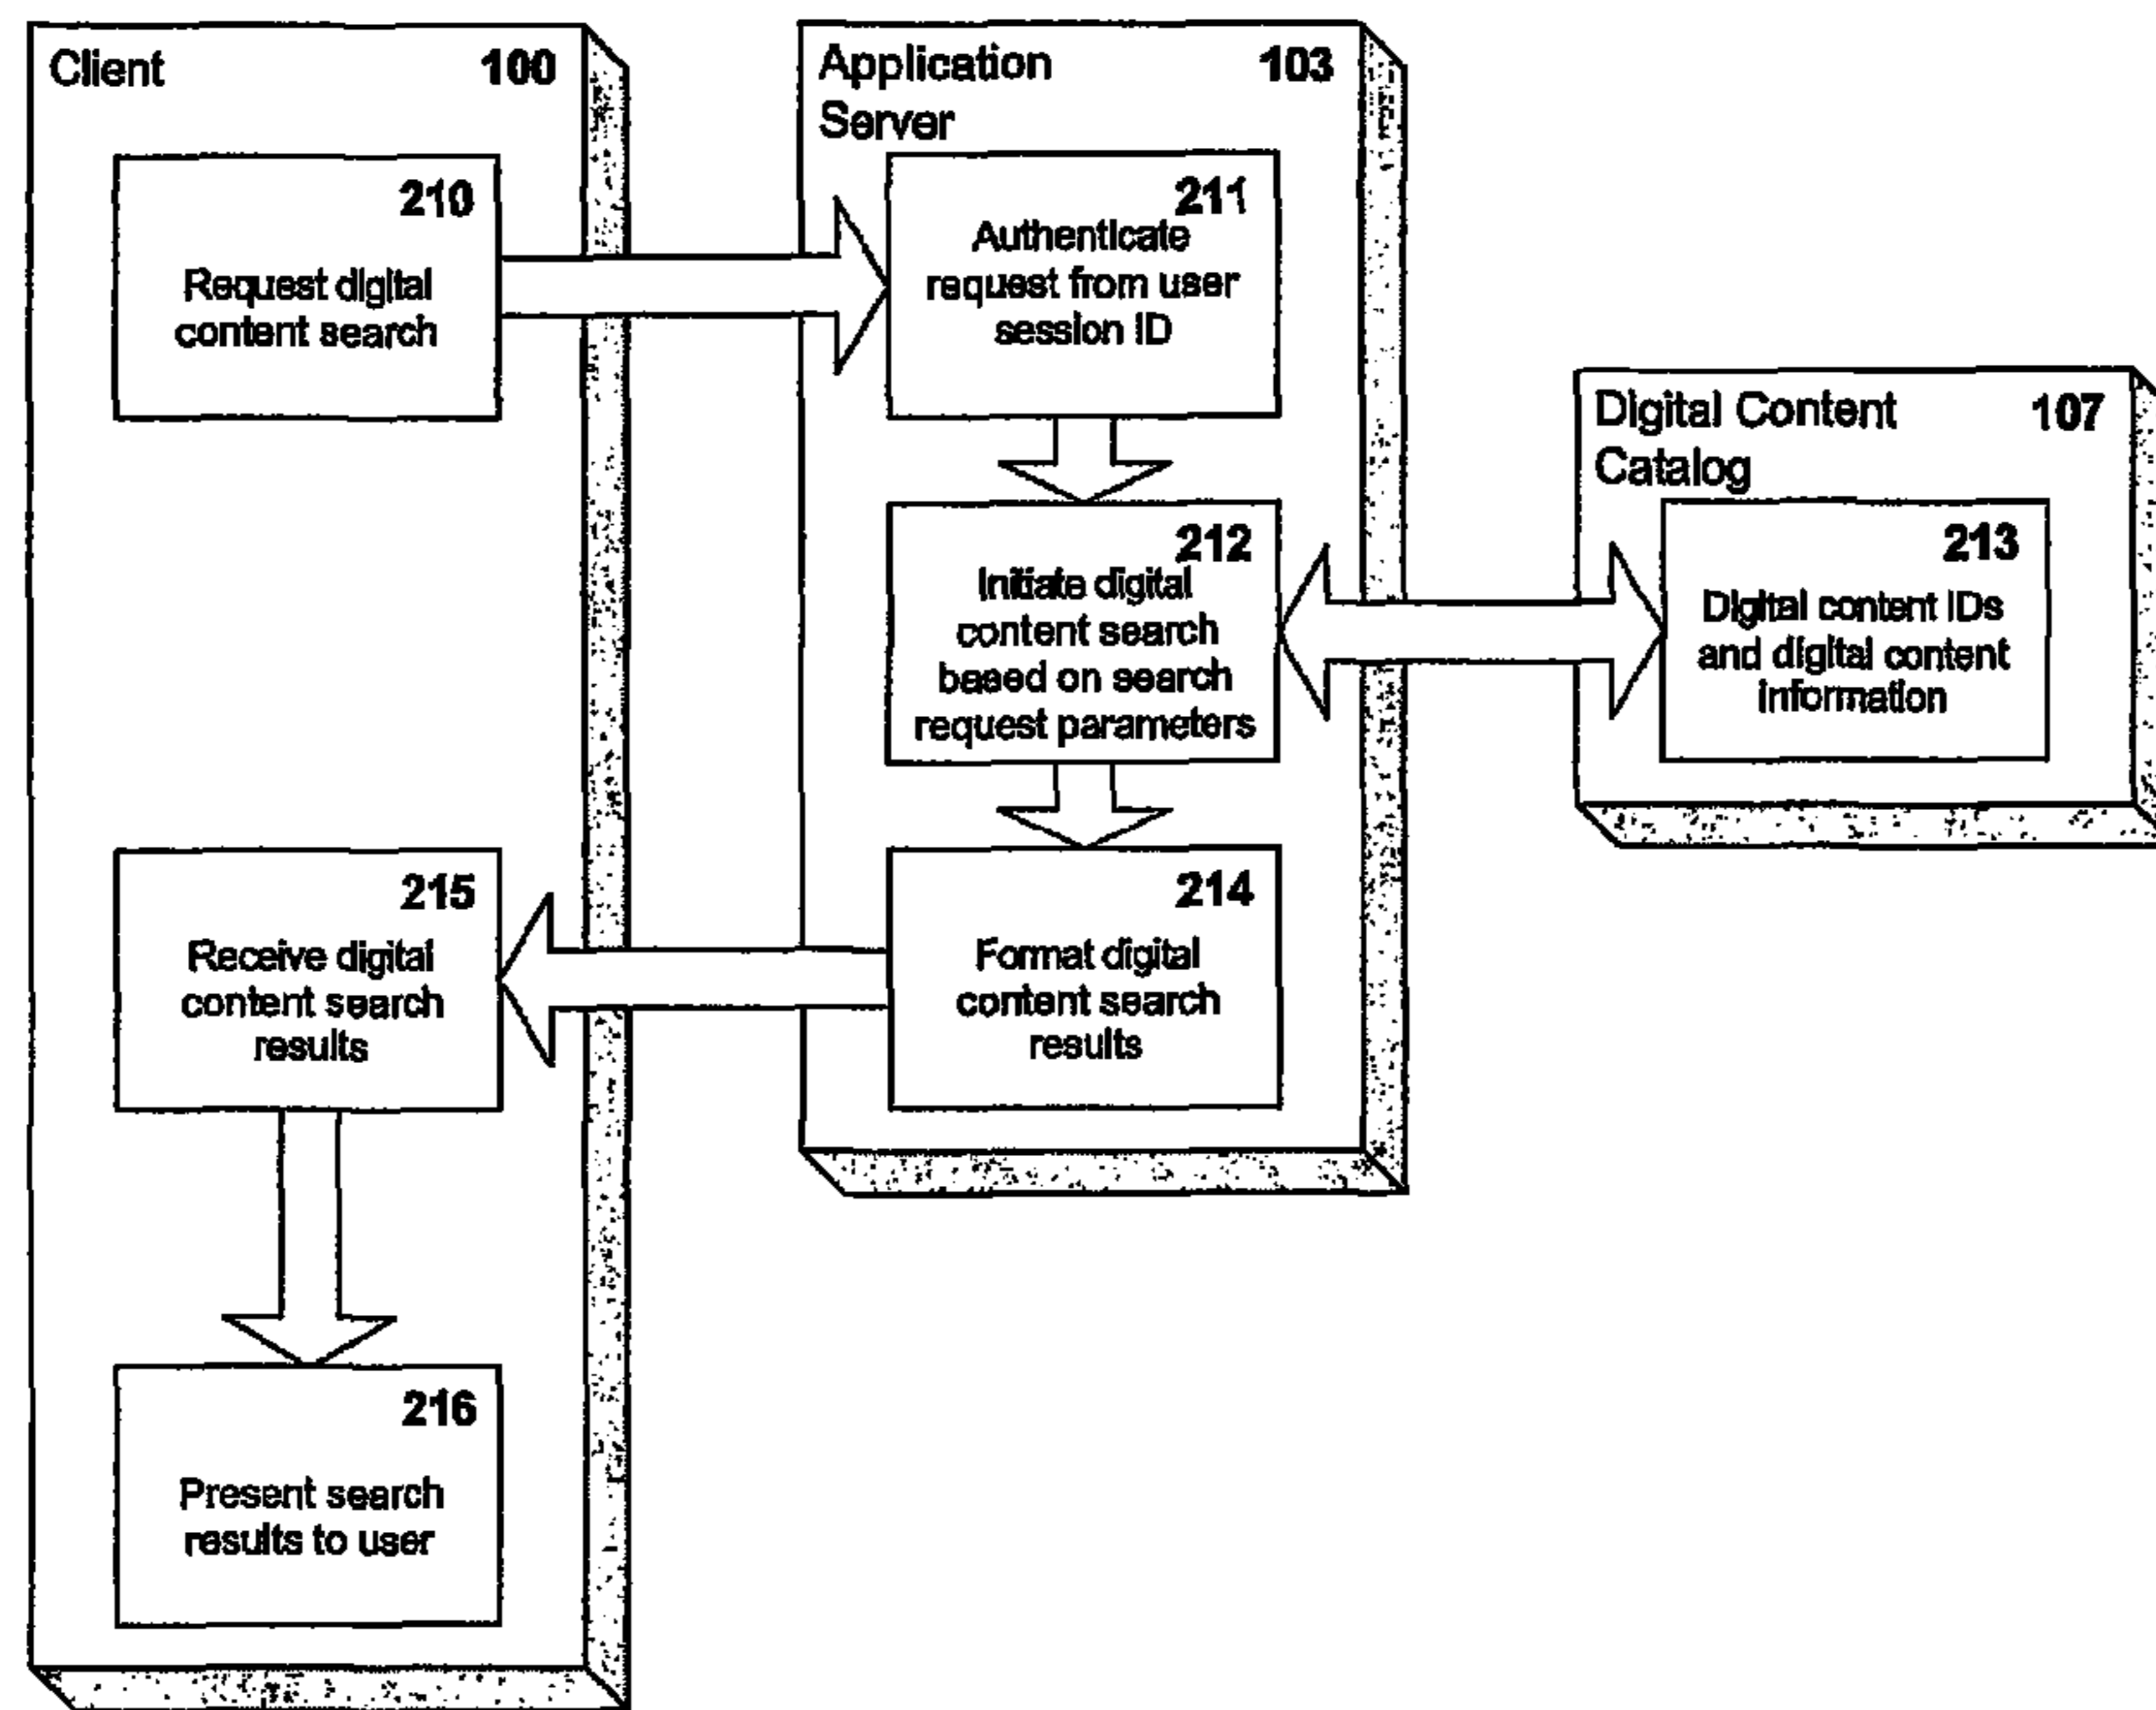 Client 100
210
Request digital
content search
215
Receive digital
content search
results
216
Present search
results to user
Application 103
Server
211
Authenticate
request from user
session ID
212
Initiate digital
content search
based on search
request parameters
214
Format digital
content search
results
Digital Content 107
Catalog
213
Digital content IDs
and digital content
information